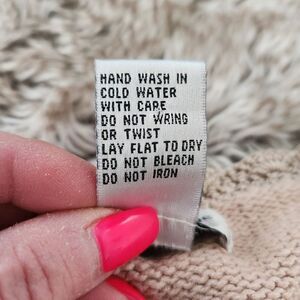 HAND WASH IN
COLD WATER
WITH CARE
DO NOT WRING
OR TWIST
LAY FLAT TO DRY
DO NOT BLEACH
DO NOT IRON